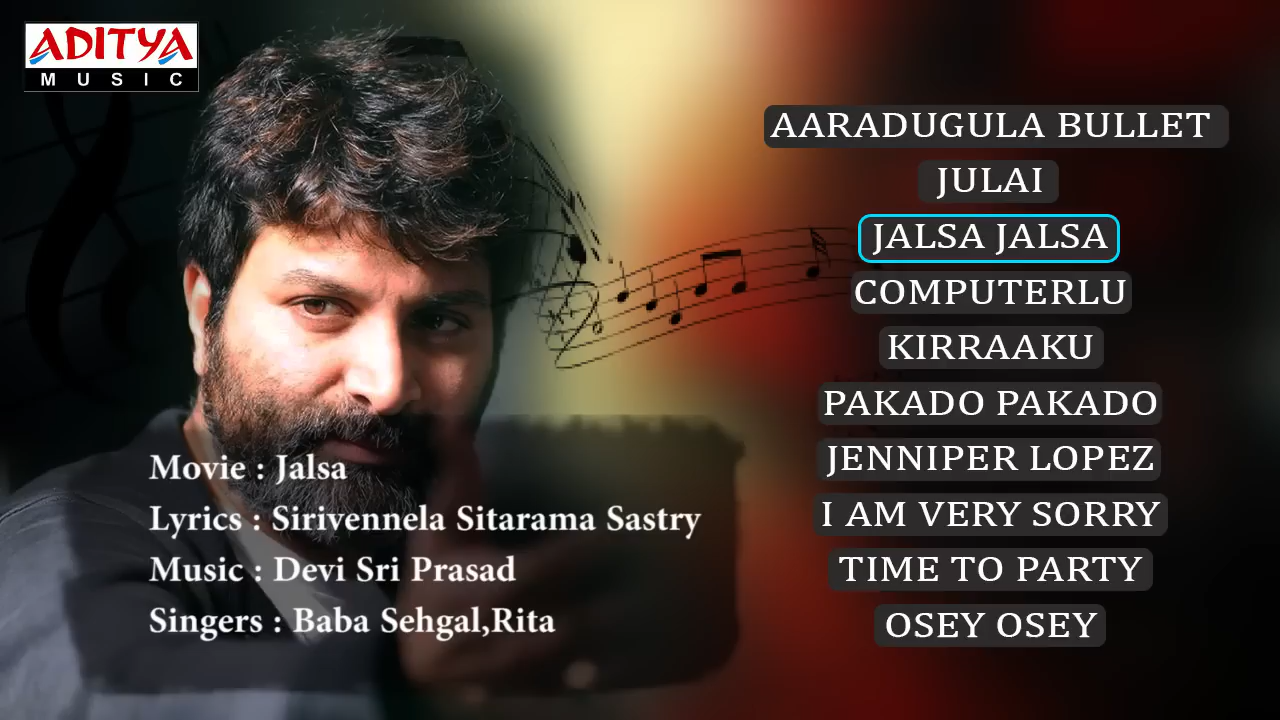 ADITYA
MUSIC
AARADUGULA BULLET
JULAI
JALSA JALSA
COMPUTERLU
KIRRAAKU
PAKADO PAKADO
JENNIPER LOPEZ
I AM VERY SORRY
TIME TO PARTY
OSEY OSEY
Movie : Jalsa
Lyrics : Sirivennela Sitarama Sastry
Music : Devi Sri Prasad
Singers : Baba Sehgal,Rita